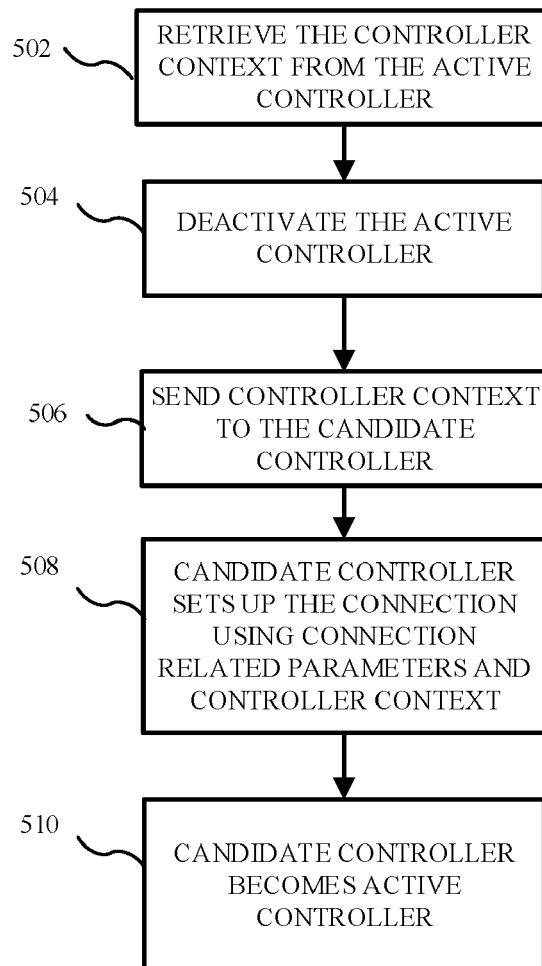 502
RETRIEVE THE CONTROLLER
CONTEXT FROM THE ACTIVE
CONTROLLER
504
DEACTIVATE THE ACTIVE
CONTROLLER
506
SEND CONTROLLER CONTEXT
TO THE CANDIDATE
CONTROLLER
508
CANDIDATE CONTROLLER
SETS UP THE CONNECTION
USING CONNECTION
RELATED PARAMETERS AND
CONTROLLER CONTEXT
510
CANDIDATE CONTROLLER
BECOMES ACTIVE
CONTROLLER